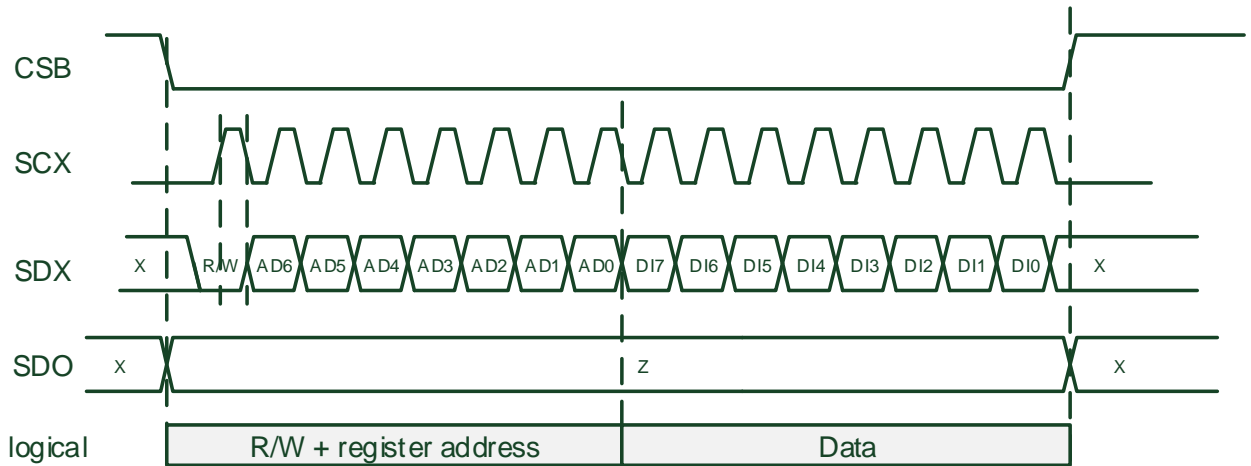 CSB
SCX
SDX X R/W AD6 AD5 AD4 AD3 AD2 AD1 AD0 DI7 DI6 DI5 DI4 DI3 DI2 DI1 DI0 X
SDO X Z X
logical R/W + register address Data